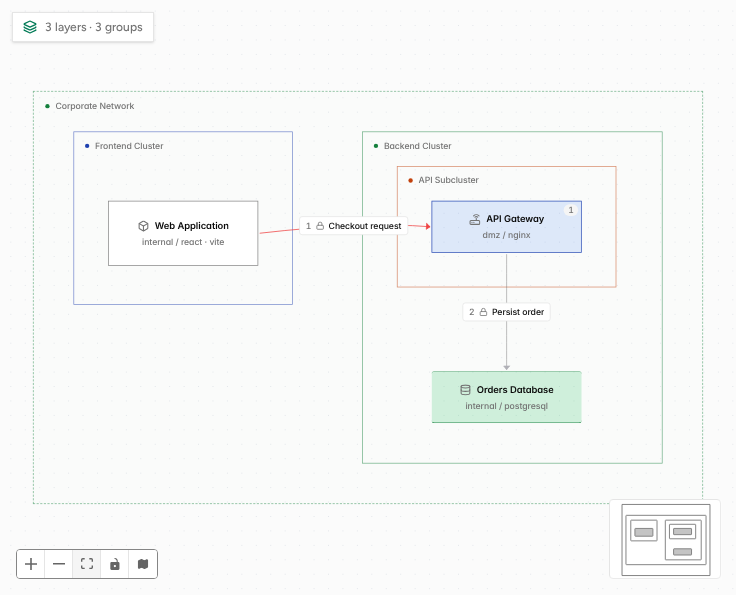 3 layers · 3 groups
Corporate Network
Frontend Cluster
Backend Cluster
API Subcluster
Web Application
internal / react · vite
1 Checkout request
1
API Gateway
dmz / nginx
2 Persist order
Orders Database
internal / postgresql